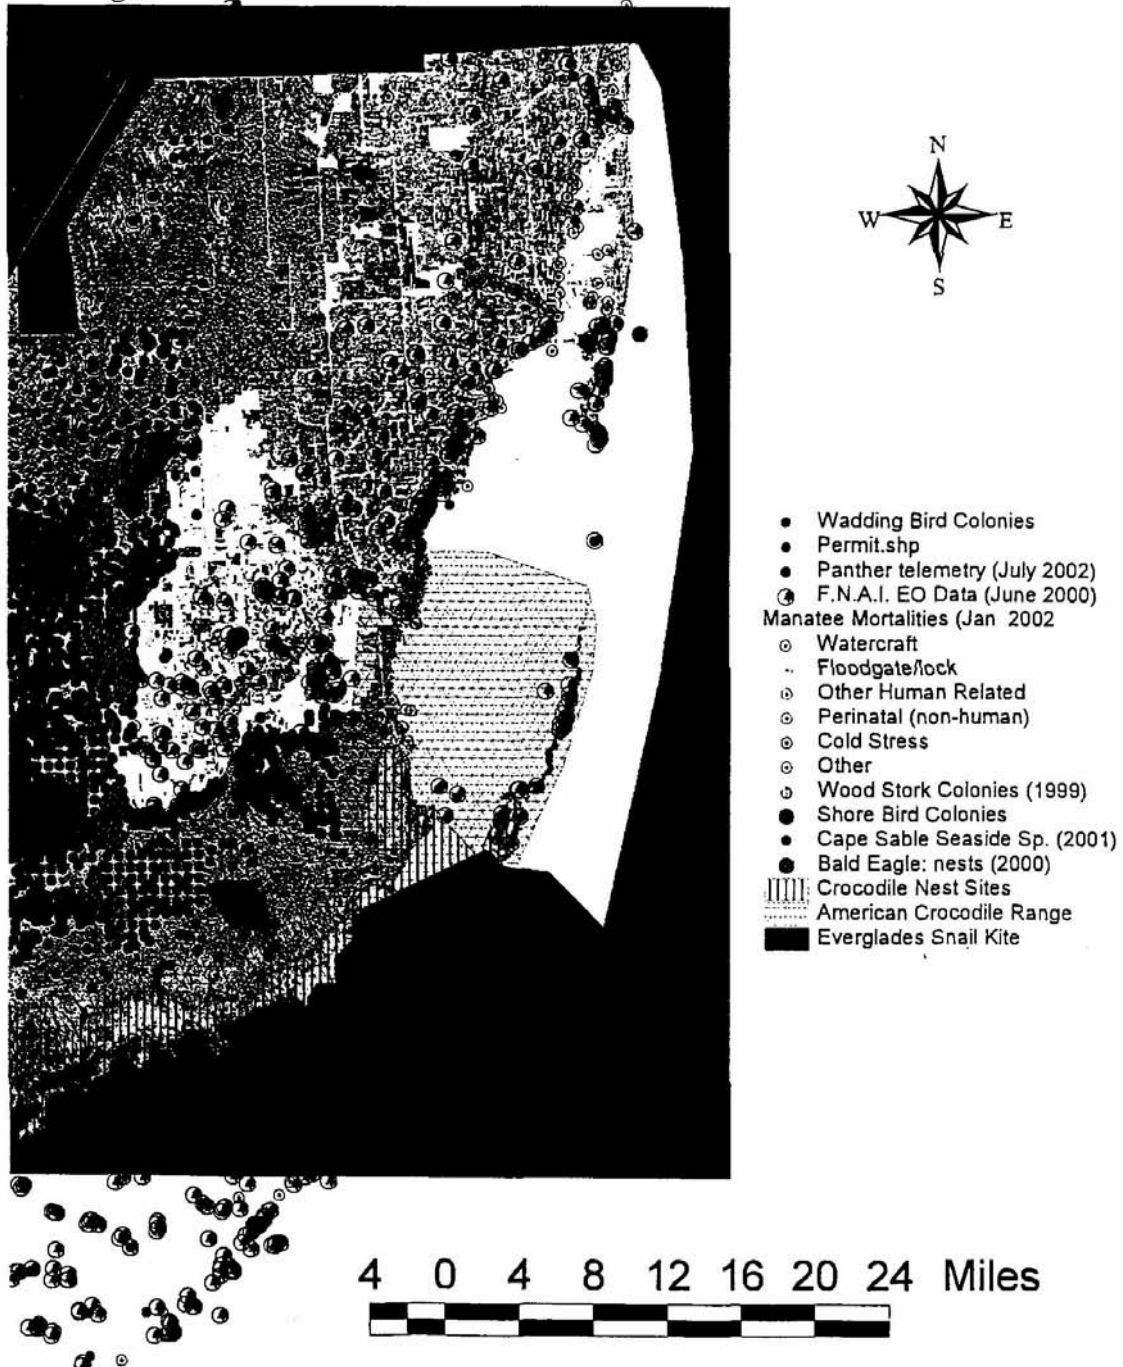 N
W E
S
Wadding Bird Colonies
Permit.shp
Panther telemetry (July 2002)
F.N.A.I. EO Data (June 2000)
Manatee Mortalities (Jan 2002
Watercraft
Floodgate/lock
Other Human Related
Perinatal (non-human)
Cold Stress
Other
Wood Stork Colonies (1999)
Shore Bird Colonies
Cape Sable Seaside Sp. (2001)
Bald Eagle: nests (2000)
Crocodile Nest Sites
American Crocodile Range
Everglades Snail Kite
4 0 4 8 12 16 20 24 Miles